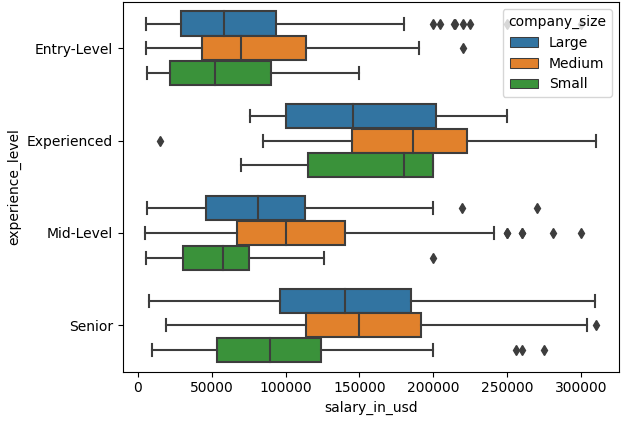 company_size
Large
Medium
Small
Entry-Level
Experienced
Mid-Level
Senior
experience_level
0
50000
100000
150000
200000
250000
300000
salary_in_usd